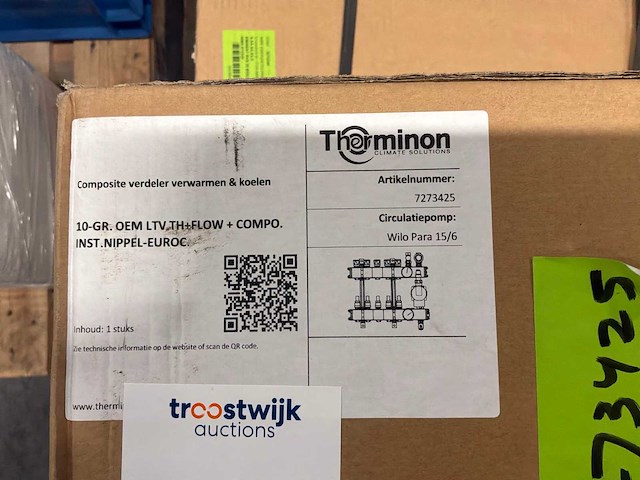 Therminon
CLIMATE SOLUTIONS
Composite verdeler verwarmen & koelen
10-GR. OEM LTV TH+FLOW + COMPO.
INST.NIPPEL-EUROC.
Inhoud: 1 stuks
Zie technische informatie op de website of scan de QR code.
www.thermin
Artikelnummer:
7273425
Circulatiepomp:
Wilo Para 15/6
troostwijk
auctions
73425